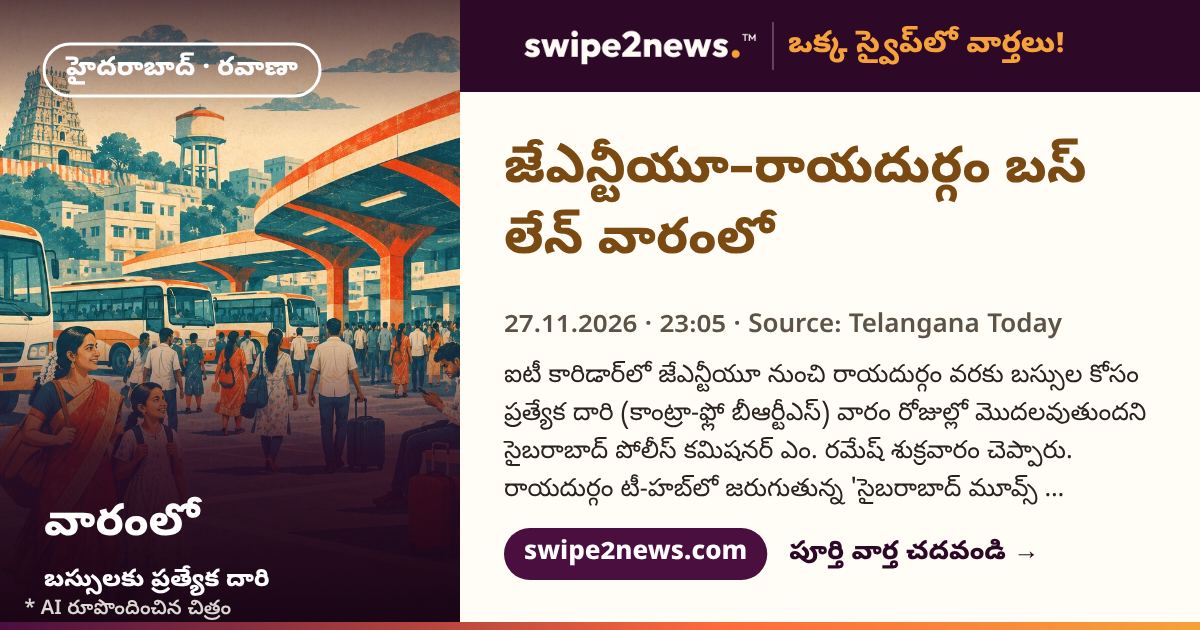 హైదరాబాద్ · రవాణా
swipe2news.™ ఒక్క స్వైప్‌లో వార్తలు!
జేఎన్టీయూ–రాయదుర్గం బస్
లేన్ వారంలో
27.11.2026 · 23:05 · Source: Telangana Today
ఐటీ కారిడార్‌లో జేఎన్టీయూ నుంచి రాయదుర్గం వరకు బస్సుల కోసం
ప్రత్యేక దారి (కాంట్రా-ఫ్లో బీఆర్టీఎస్) వారం రోజుల్లో మొదలవుతుందని
సైబరాబాద్ పోలీస్ కమిషనర్ ఎం. రమేష్ శుక్రవారం చెప్పారు.
రాయదుర్గం టీ-హబ్‌లో జరుగుతున్న 'సైబరాబాద్ మూవ్స్ ...
swipe2news.com పూర్తి వార్త చదవండి →
వారంలో
బస్సులకు ప్రత్యేక దారి
* AI రూపొందించిన చిత్రం